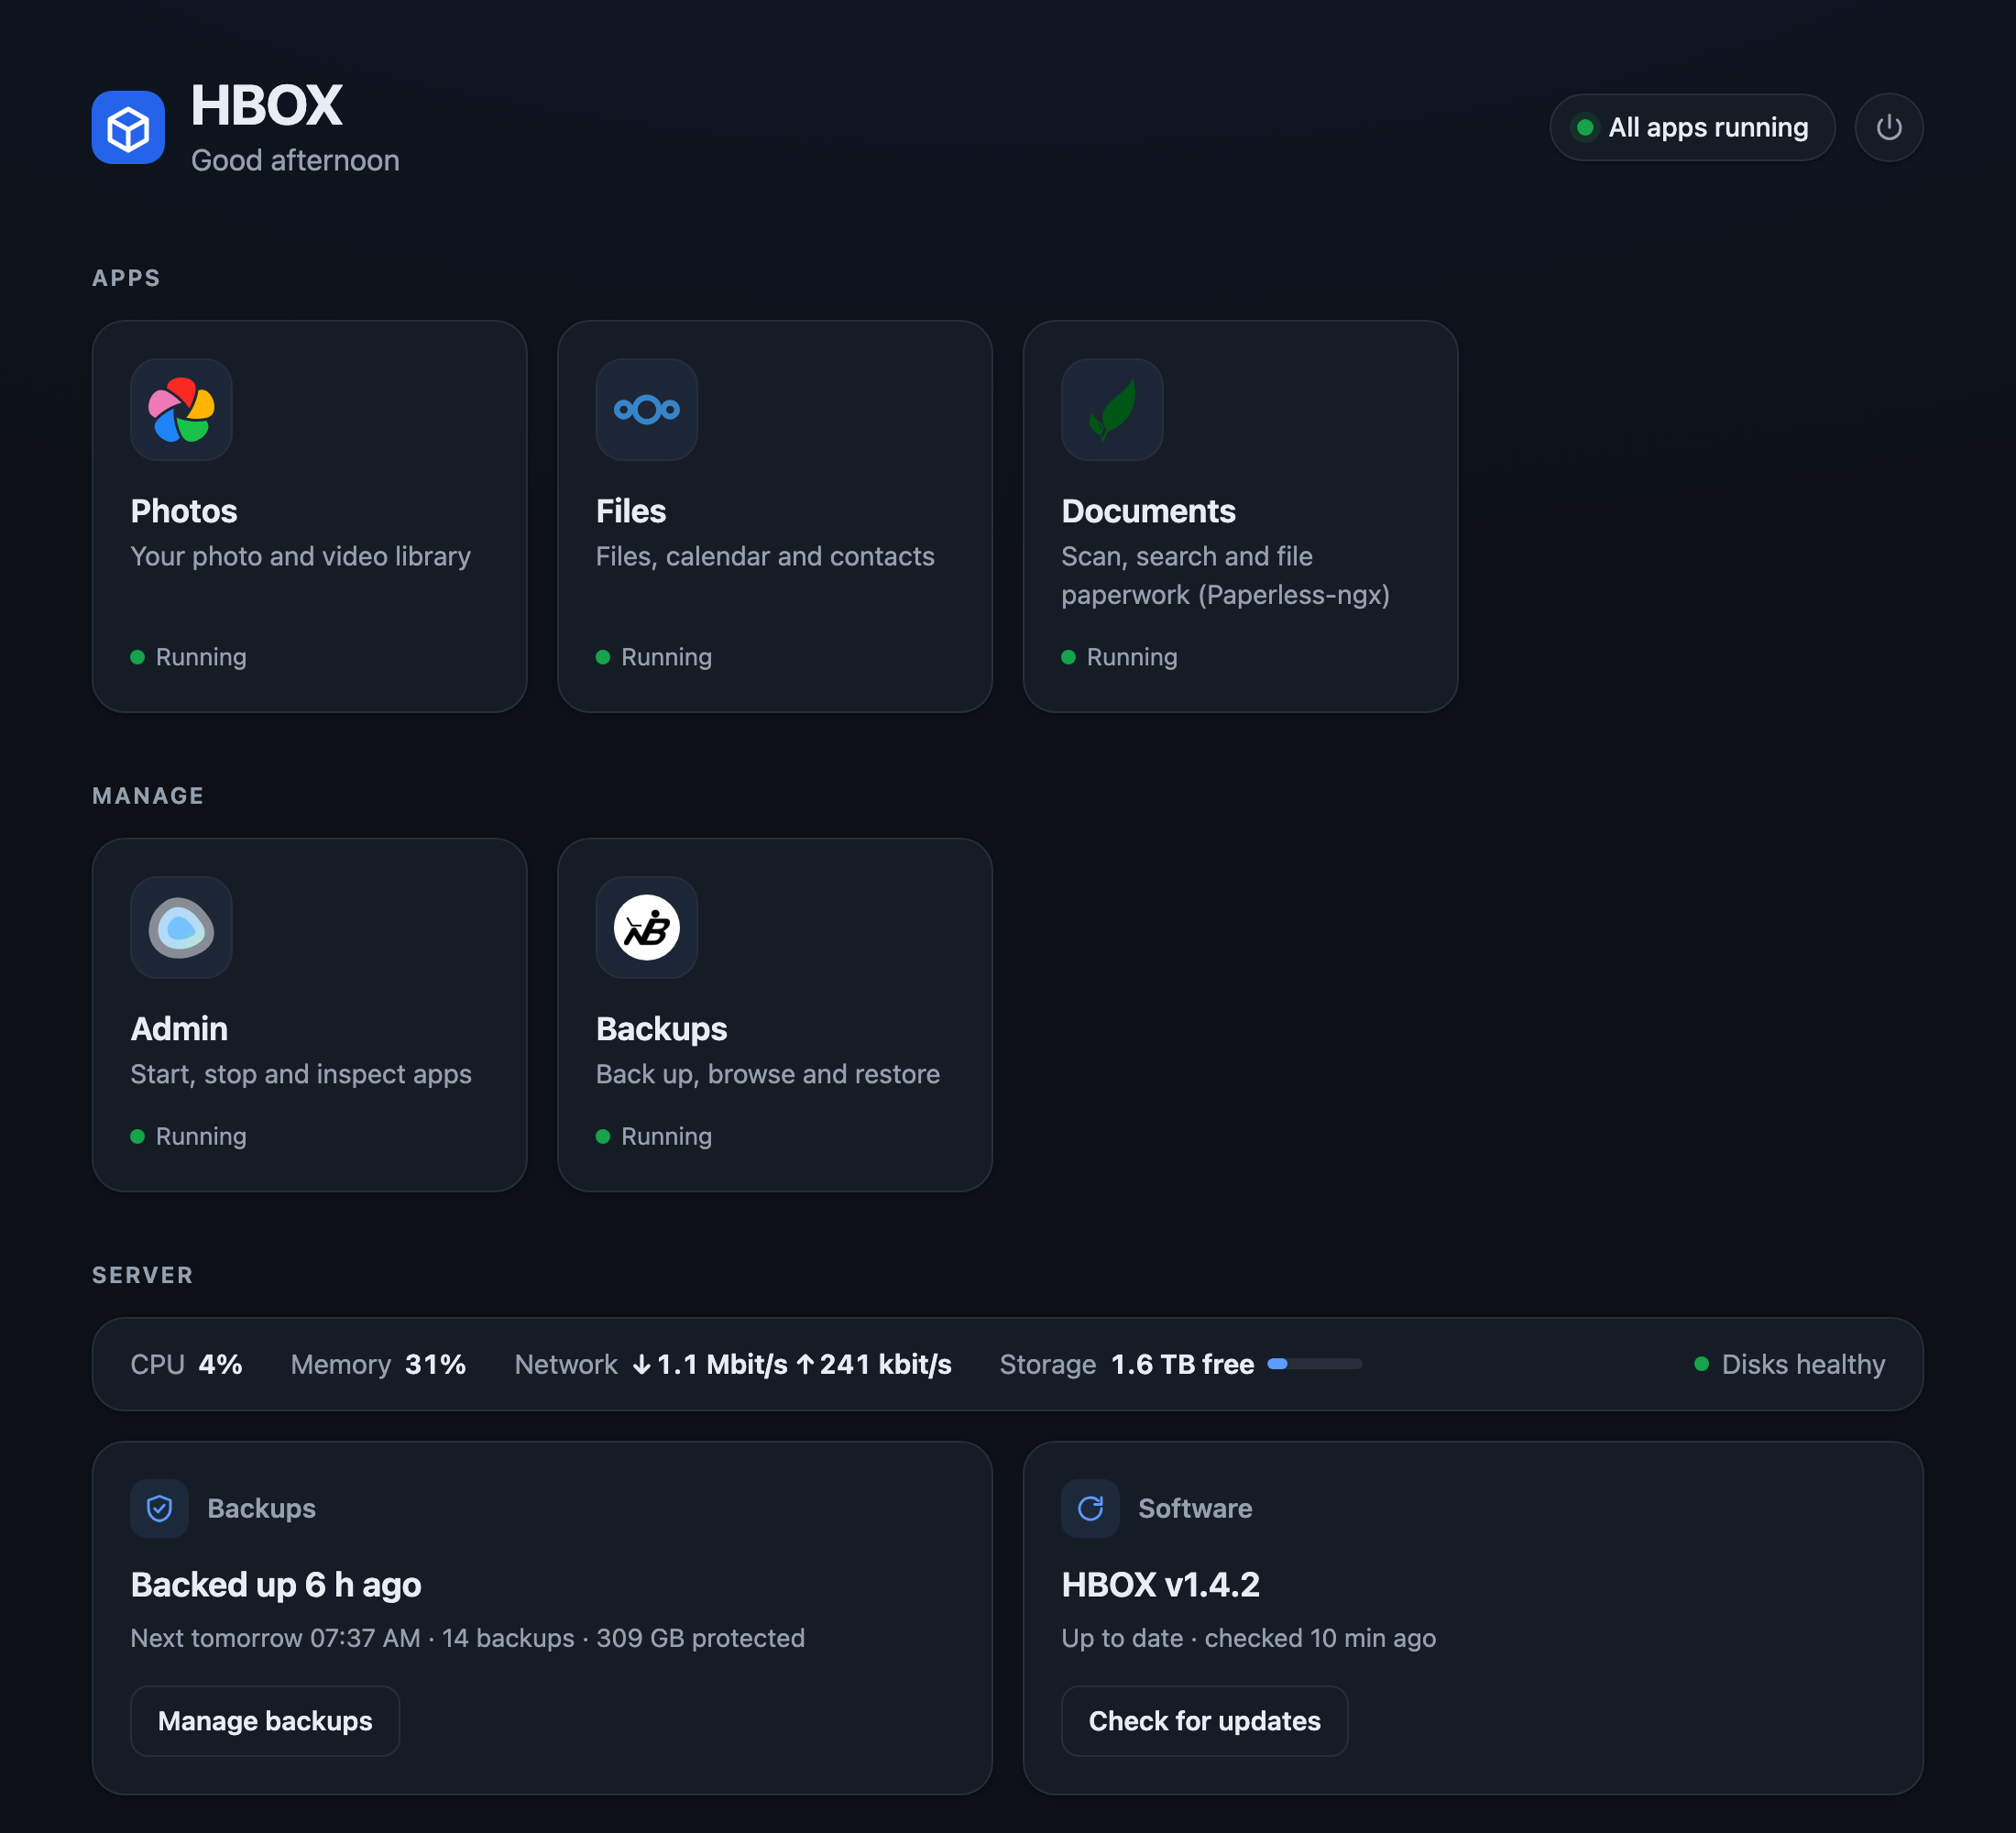 HBOX
Good afternoon
All apps running
APPS
Photos
Your photo and video library
Running
Files
Files, calendar and contacts
Running
Documents
Scan, search and file
paperwork (Paperless-ngx)
Running
MANAGE
Admin
Start, stop and inspect apps
Running
Backups
Back up, browse and restore
Running
SERVER
CPU 4% Memory 31% Network ↓ 1.1 Mbit/s ↑ 241 kbit/s Storage 1.6 TB free Disks healthy
Backups
Backed up 6 h ago
Next tomorrow 07:37 AM · 14 backups · 309 GB protected
Manage backups
Software
HBOX v1.4.2
Up to date · checked 10 min ago
Check for updates